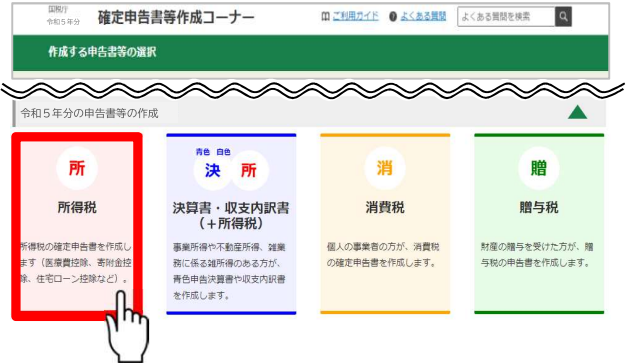 国税庁
令和5年分
確定申告書等作成コーナー
ご利用ガイド
よくある質問
よくある質問を検索
作成する申告書等の選択
令和5年分の申告書等の作成
所
所得税
所得税の確定申告書を作成し
ます(医療費控除、寄附金控
除、住宅ローン控除など)。
青色 白色
決 所
決算書・収支内訳書
(+所得税)
事業所得や不動産所得、雑業
務に係る雑所得のある方が、
青色申告決算書や収支内訳書
を作成します。
消
消費税
個人の事業者の方が、消費税
の確定申告書を作成します。
贈
贈与税
財産の贈与を受けた方が、贈
与税の申告書を作成します。